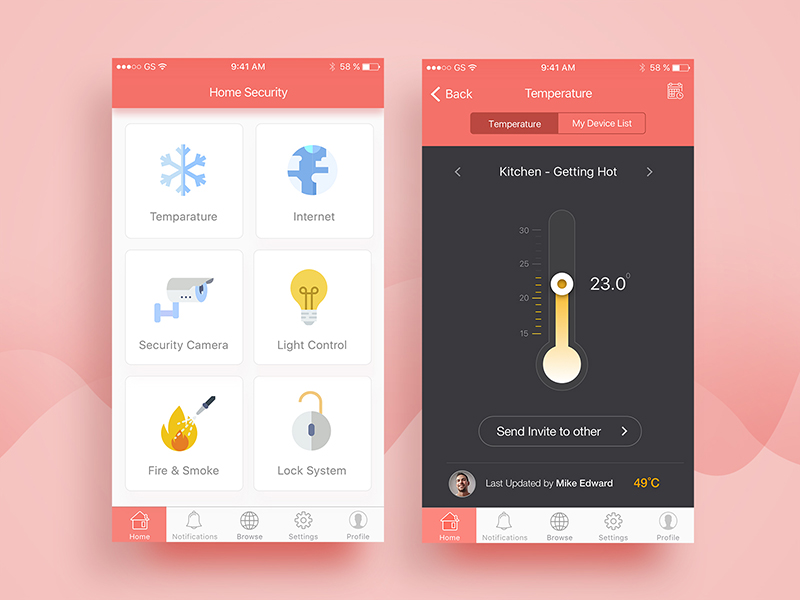 GS 9:41 AM 58 %
Home Security
Temparature
Internet
Security Camera
Light Control
Fire & Smoke
Lock System
Home Notifications Browse Settings Profile
GS 9:41 AM 58 %
Back Temperature
Temperature My Device List
Kitchen - Getting Hot
30
25
23.0°
20
15
Send Invite to other
Last Updated by Mike Edward 49°C
Home Notifications Browse Settings Profile